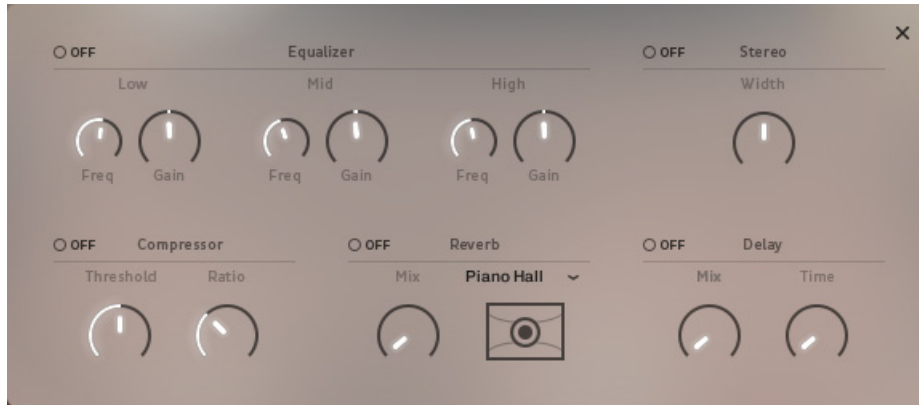 OFF Equalizer
OFF Stereo
Low Mid High
Width
Freq Gain Freq Gain Freq Gain
OFF Compressor
OFF Reverb
OFF Delay
Threshold Ratio
Mix Piano Hall
Mix Time